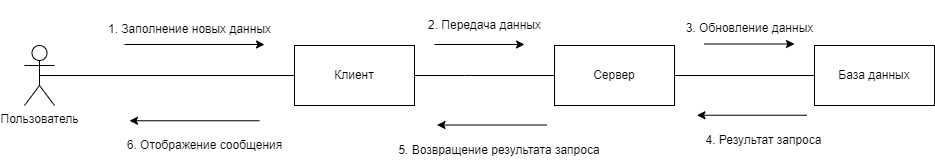 1. Заполнение новых данных
2. Передача данных
3. Обновление данных
Клиент
Сервер
База данных
Пользователь
6. Отображение сообщения
5. Возвращение результата запроса
4. Результат запроса